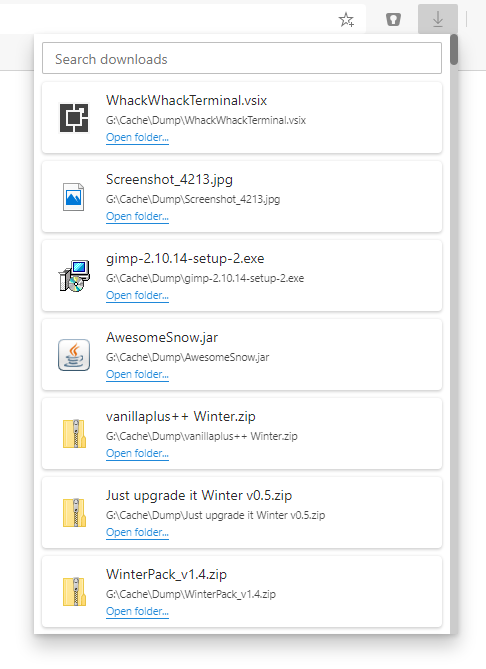 Search downloads
WhackWhackTerminal.vsix
G:\Cache\Dump\WhackWhackTerminal.vsix
Open folder...
Screenshot_4213.jpg
G:\Cache\Dump\Screenshot_4213.jpg
Open folder...
gimp-2.10.14-setup-2.exe
G:\Cache\Dump\gimp-2.10.14-setup-2.exe
Open folder...
AwesomeSnow.jar
G:\Cache\Dump\AwesomeSnow.jar
Open folder...
vanillaplus++ Winter.zip
G:\Cache\Dump\vanillaplus++ Winter.zip
Open folder...
Just upgrade it Winter v0.5.zip
G:\Cache\Dump\Just upgrade it Winter v0.5.zip
Open folder...
WinterPack_v1.4.zip
G:\Cache\Dump\WinterPack_v1.4.zip
Open folder...